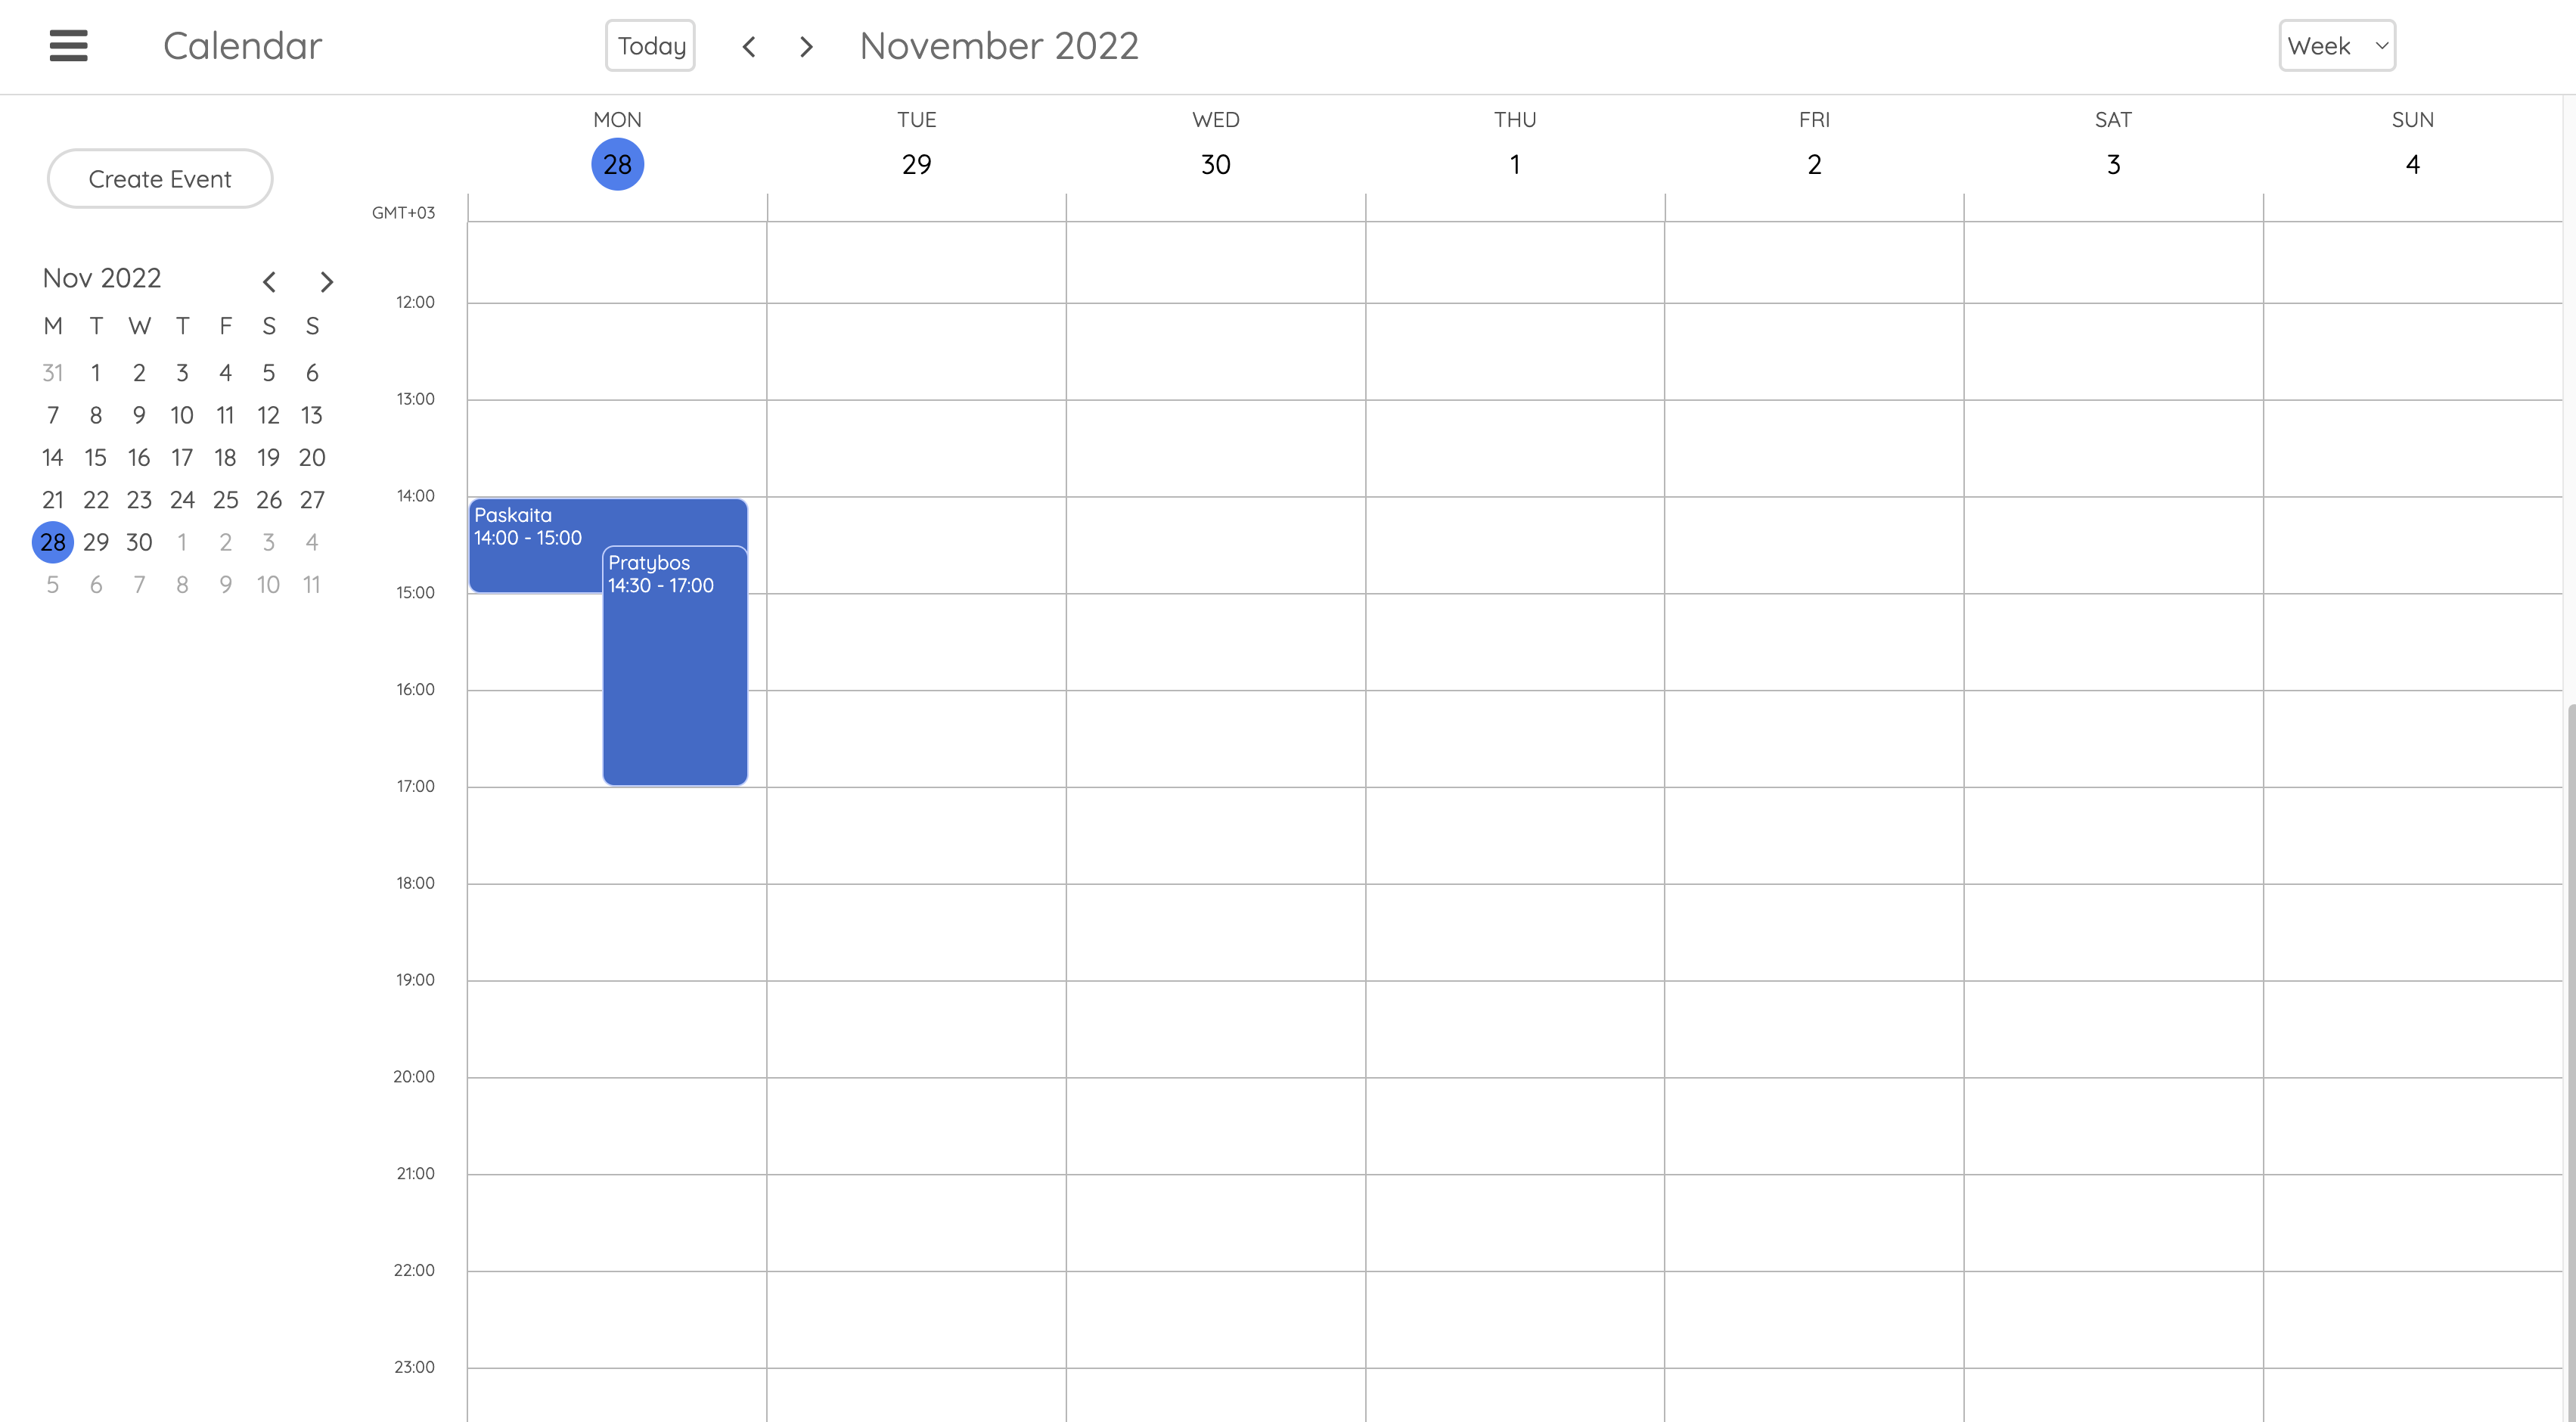 Calendar
Today
November 2022
Week
Create Event
Nov 2022
M T W T F S S
31 1 2 3 4 5 6
7 8 9 10 11 12 13
14 15 16 17 18 19 20
21 22 23 24 25 26 27
28 29 30 1 2 3 4
5 6 7 8 9 10 11
MON TUE WED THU FRI SAT SUN
28 29 30 1 2 3 4
GMT+03
12:00
13:00
14:00
Paskaita
14:00 - 15:00
Pratybos
14:30 - 17:00
15:00
16:00
17:00
18:00
19:00
20:00
21:00
22:00
23:00